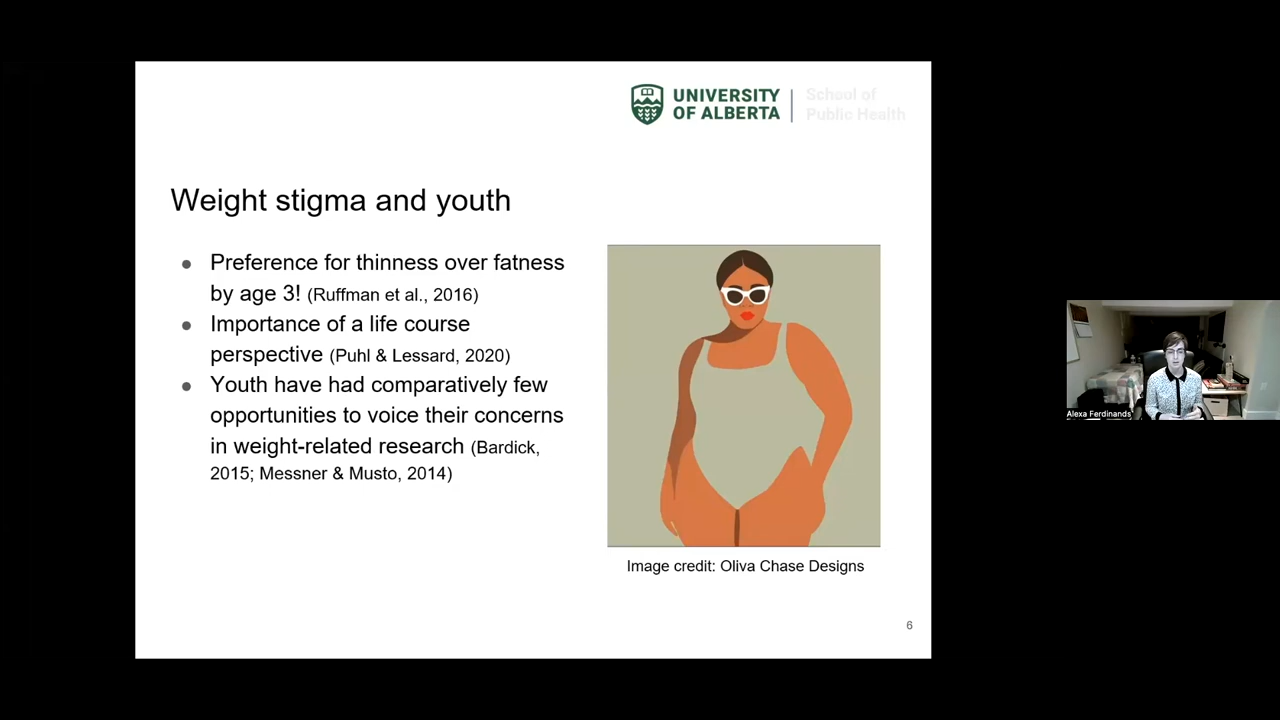 UNIVERSITY
OF ALBERTA
School of
Public Health
Weight stigma and youth
Preference for thinness over fatness
by age 3! (Ruffman et al., 2016)
Importance of a life course
perspective (Puhl & Lessard, 2020)
Youth have had comparatively few
opportunities to voice their concerns
in weight-related research (Bardick,
2015; Messner & Musto, 2014)
Image credit: Oliva Chase Designs
6
Alexa Ferdinands